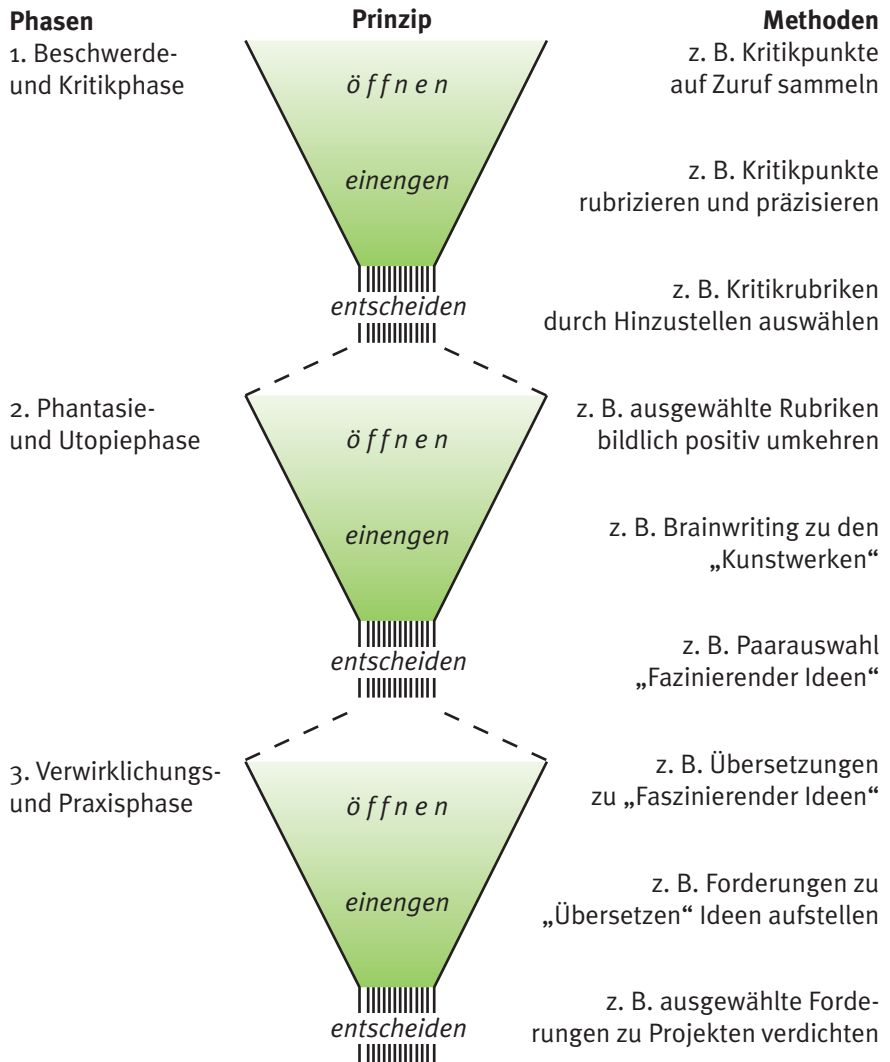 Phasen
Prinzip
Methoden
1. Beschwerde-
und Kritikphase
öffnen
z. B. Kritikpunkte
auf Zuruf sammeln
einengen
z. B. Kritikpunkte
rubrizieren und präzisieren
entscheiden
z. B. Kritikrubriken
durch Hinzustellen auswählen
2. Phantasie-
und Utopiephase
öffnen
z. B. ausgewählte Rubriken
bildlich positiv umkehren
einengen
z. B. Brainwriting zu den
„Kunstwerken“
entscheiden
z. B. Paarauswahl
„Fazinierender Ideen“
3. Verwirklichungs-
und Praxisphase
öffnen
z. B. Übersetzungen
zu „Faszinierender Ideen“
einengen
z. B. Forderungen zu
„Übersetzen“ Ideen aufstellen
entscheiden
z. B. ausgewählte Forde-
rungen zu Projekten verdichten